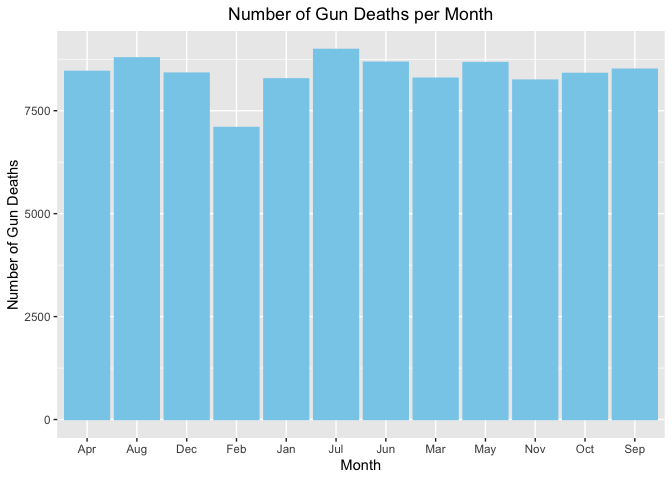 Number of Gun Deaths per Month
Number of Gun Deaths
7500
5000
2500
0
Apr Aug Dec Feb Jan Jul Jun Mar May Nov Oct Sep
Month